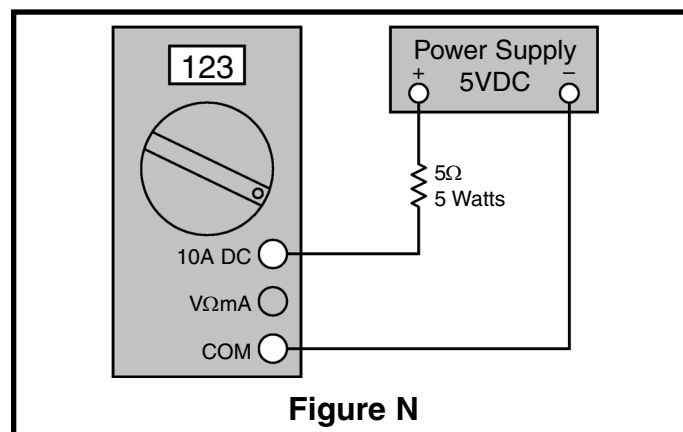 123
Power Supply
+ 5VDC −
5Ω
5 Watts
10A DC
VΩmA
COM
Figure N